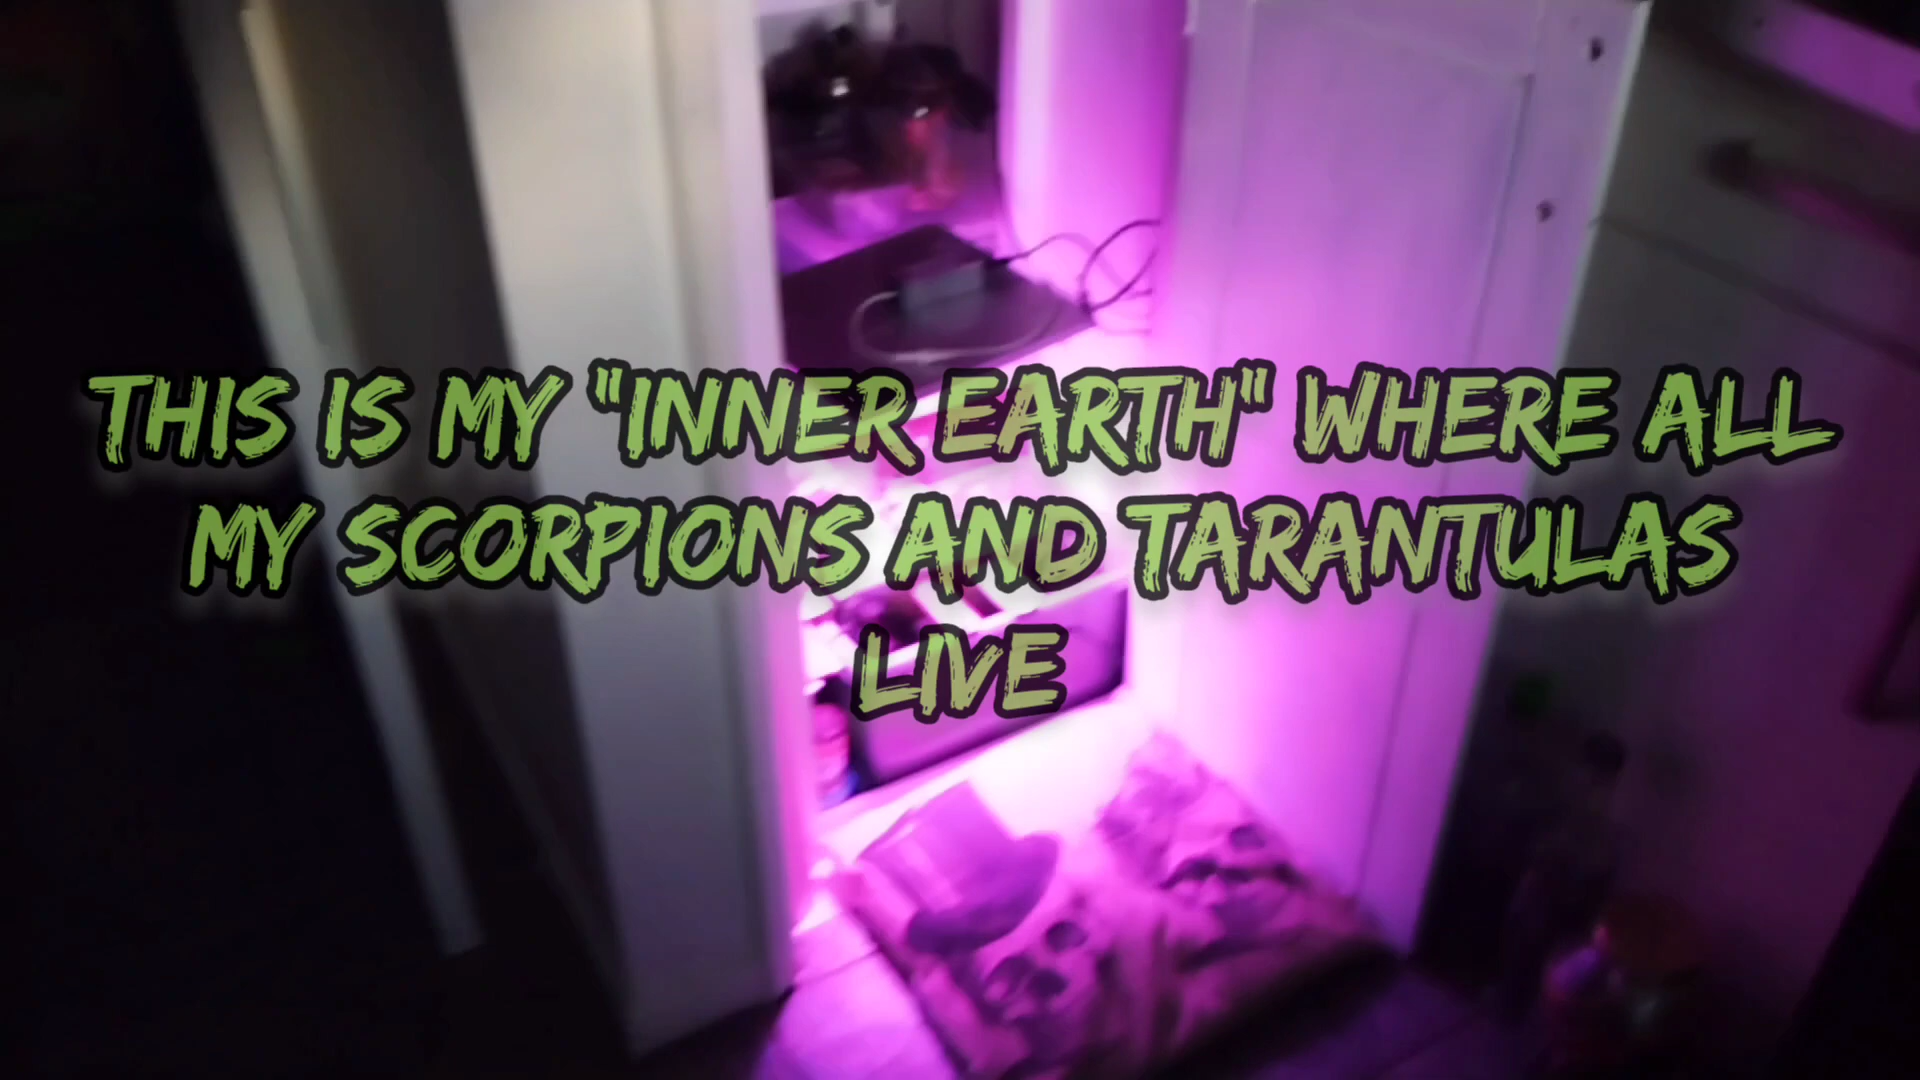 THIS IS MY "INNER EARTH" WHERE ALL
MY SCORPIONS AND TARANTULAS
LIVE